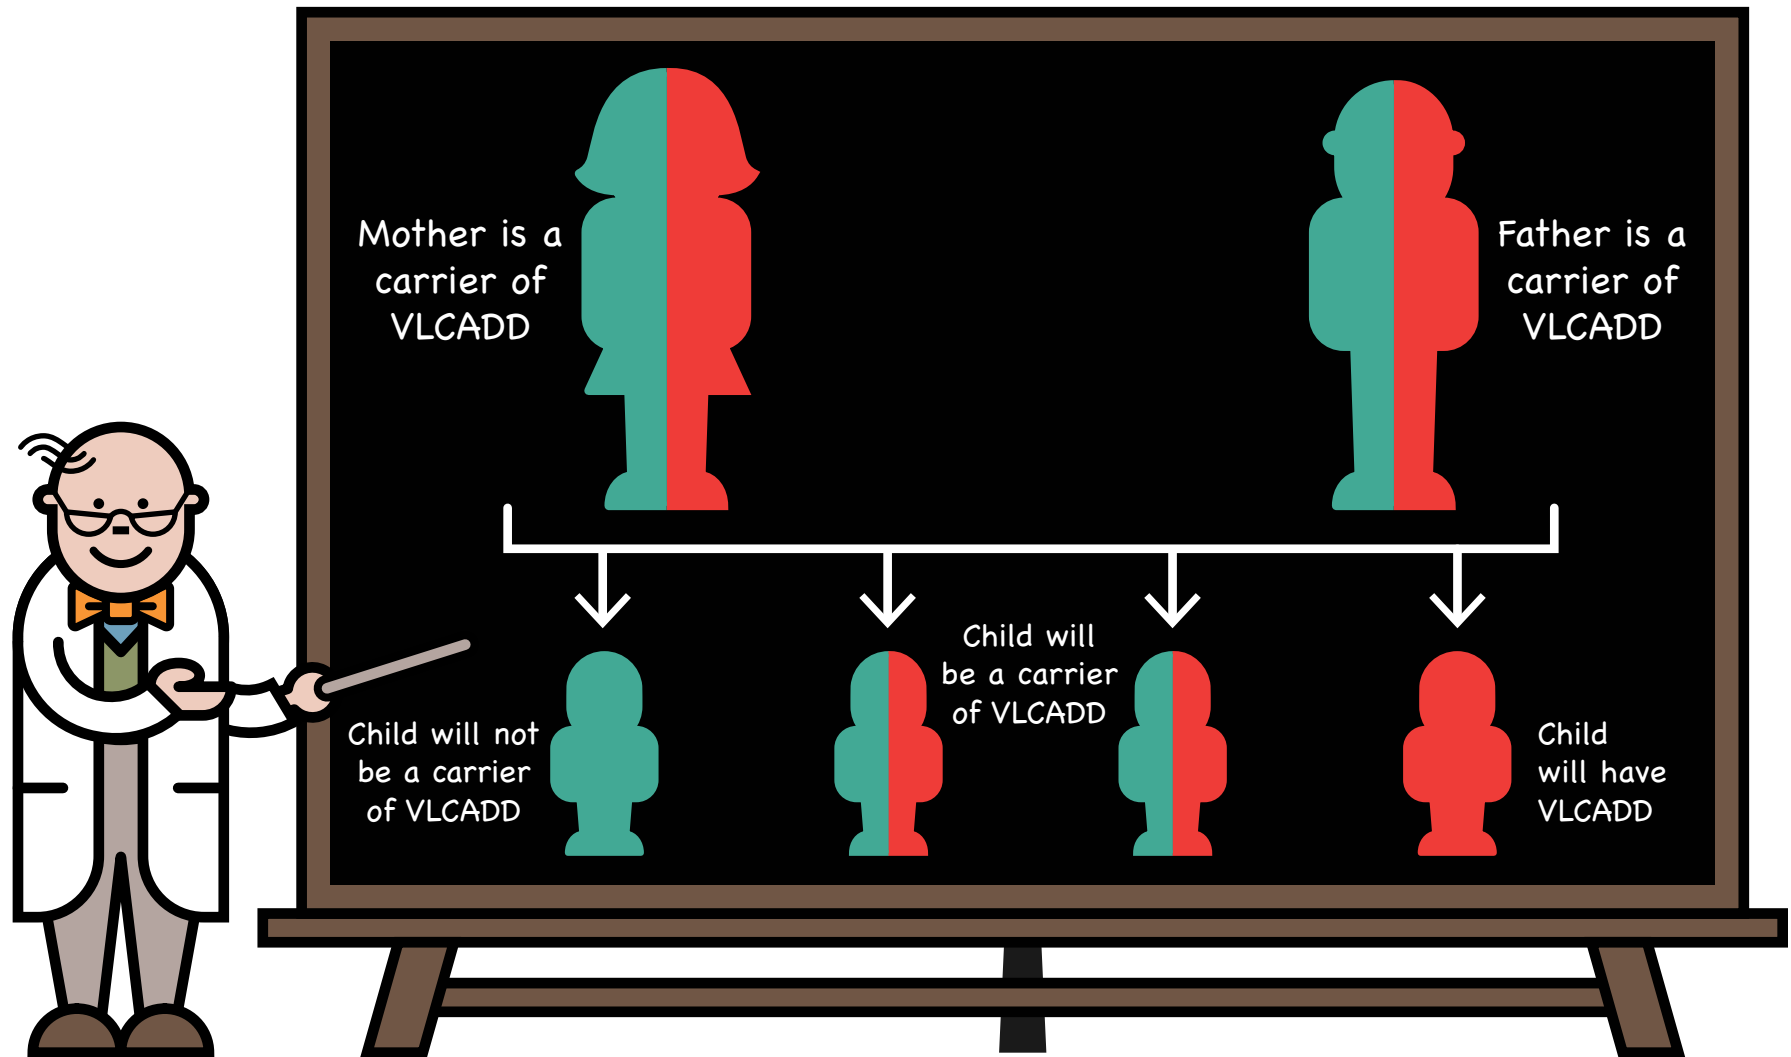 Mother is a
carrier of
VLCADD
Father is a
carrier of
VLCADD
Child will not
be a carrier
of VLCADD
Child will
be a carrier
of VLCADD
Child
will have
VLCADD